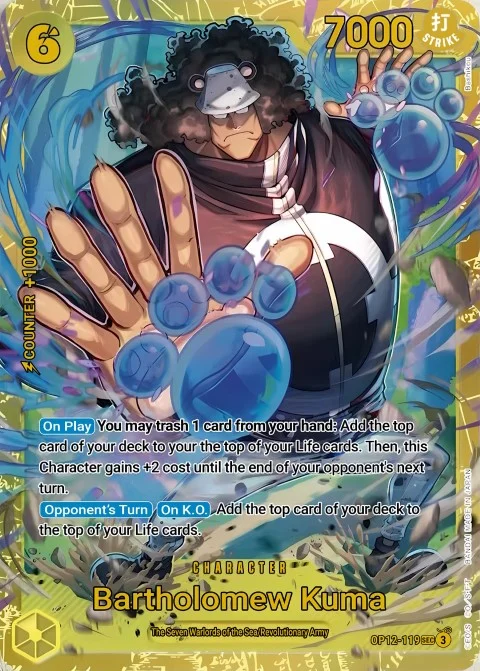 6
7000
打
STRIKE
COUNTER +1000
On Play You may trash 1 card from your hand: Add the top
card of your deck to your the top of your Life cards. Then, this
Character gains +2 cost until the end of your opponent's next
turn.
Opponent's Turn On K.O. Add the top card of your deck to
the top of your Life cards.
CHARACTER
Bartholomew Kuma
The Seven Warlords of the Sea/Revolutionary Army
OP12-119 SEC 3
BANDAI MADE IN JAPAN